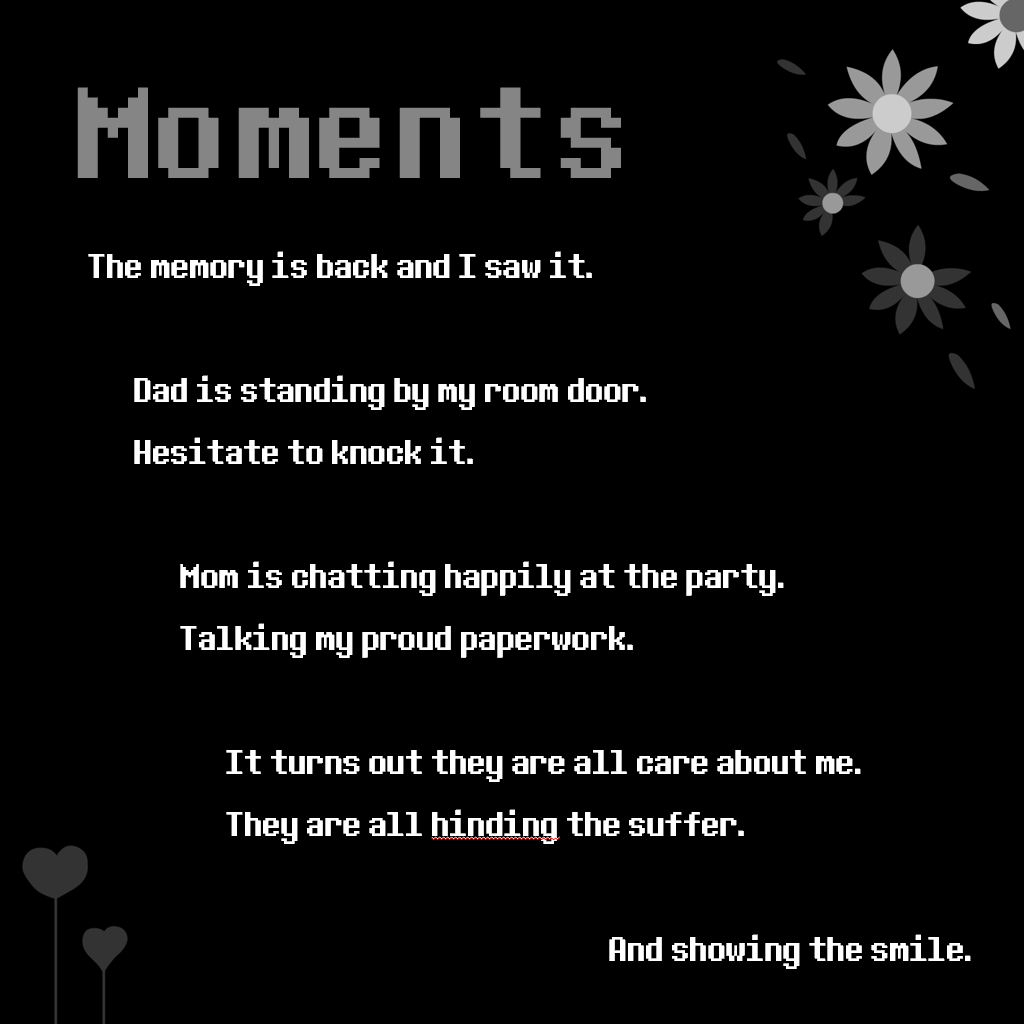 Moments
The memory is back and I saw it.
Dad is standing by my room door.
Hesitate to knock it.
Mom is chatting happily at the party.
Talking my proud paperwork.
It turns out they are all care about me.
They are all hinding the suffer.
And showing the smile.